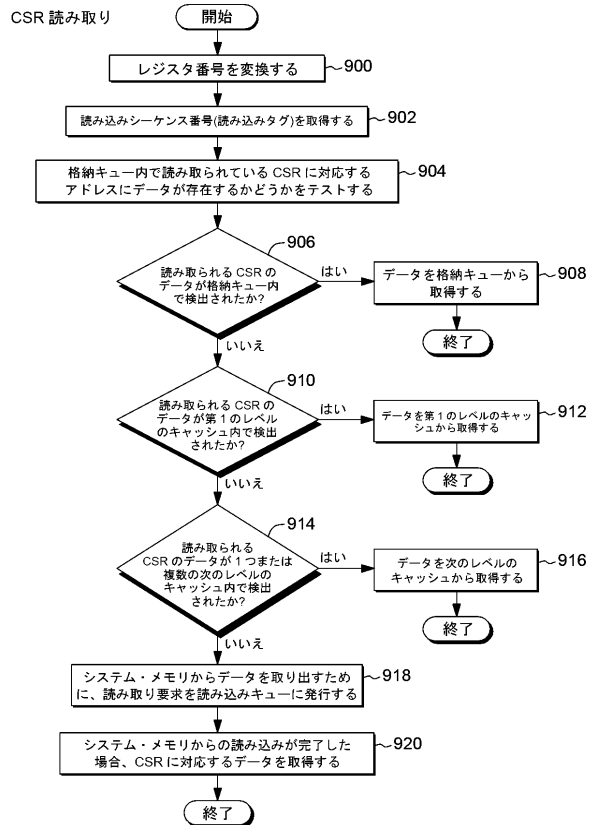 CSR 読み取り
開始
レジスタ番号を変換する
900
読み込みシーケンス番号(読み込みタグ)を取得する
902
格納キュー内で読み取られている CSR に対応する
アドレスにデータが存在するかどうかをテストする
904
906
読み取られる CSR の
データが格納キュー内
で検出されたか?
はい
データを格納キューから
取得する
908
終了
いいえ
910
読み取られる CSR の
データが第 1 のレベル
のキャッシュ内で検出
されたか?
はい
データを第 1 のレベルのキャッ
シュから取得する
912
終了
いいえ
914
読み取られる
CSR のデータが 1 つまたは
複数の次のレベルの
キャッシュ内で検出
されたか?
はい
データを次のレベルの
キャッシュから取得する
916
終了
いいえ
システム・メモリからデータを取り出すため
に、読み取り要求を読み込みキューに発行する
918
システム・メモリからの読み込みが完了した
場合、CSR に対応するデータを取得する
920
終了